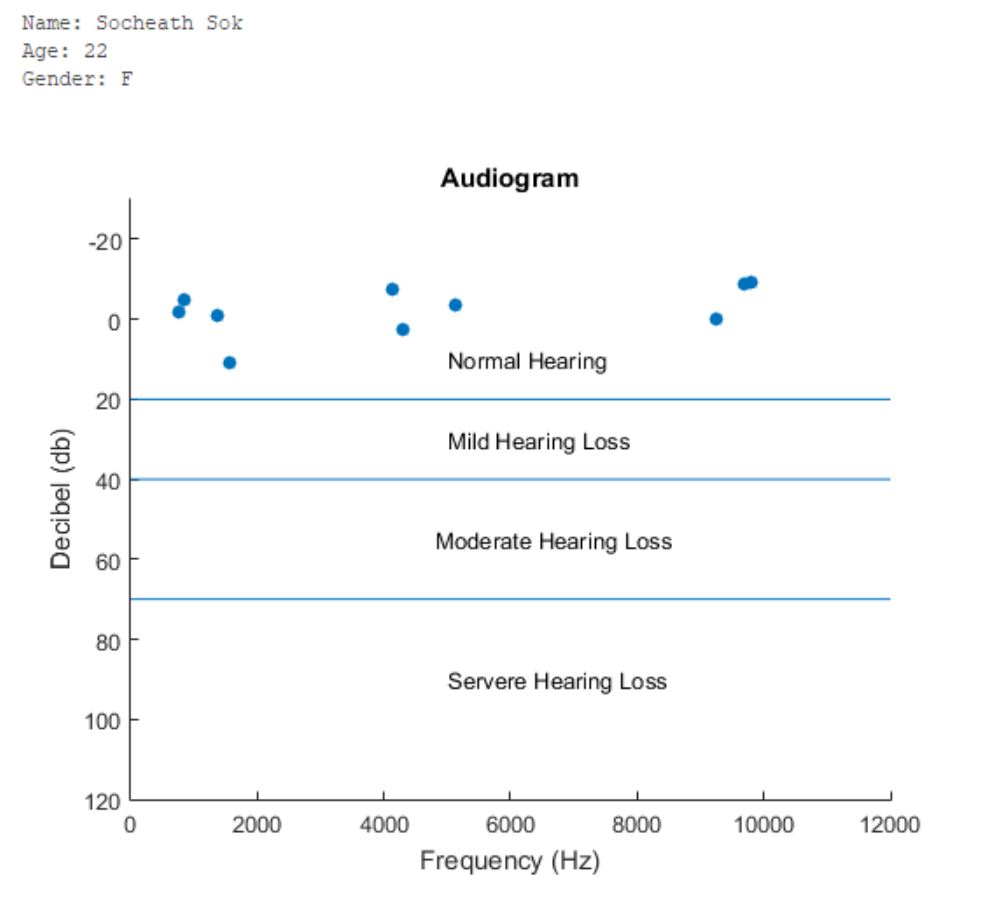 Name: Socheath Sok
Age: 22
Gender: F
Audiogram
-20
0
Normal Hearing
20
Mild Hearing Loss
40
Moderate Hearing Loss
60
80
Servere Hearing Loss
100
120
Decibel (db)
0 2000 4000 6000 8000 10000 12000
Frequency (Hz)